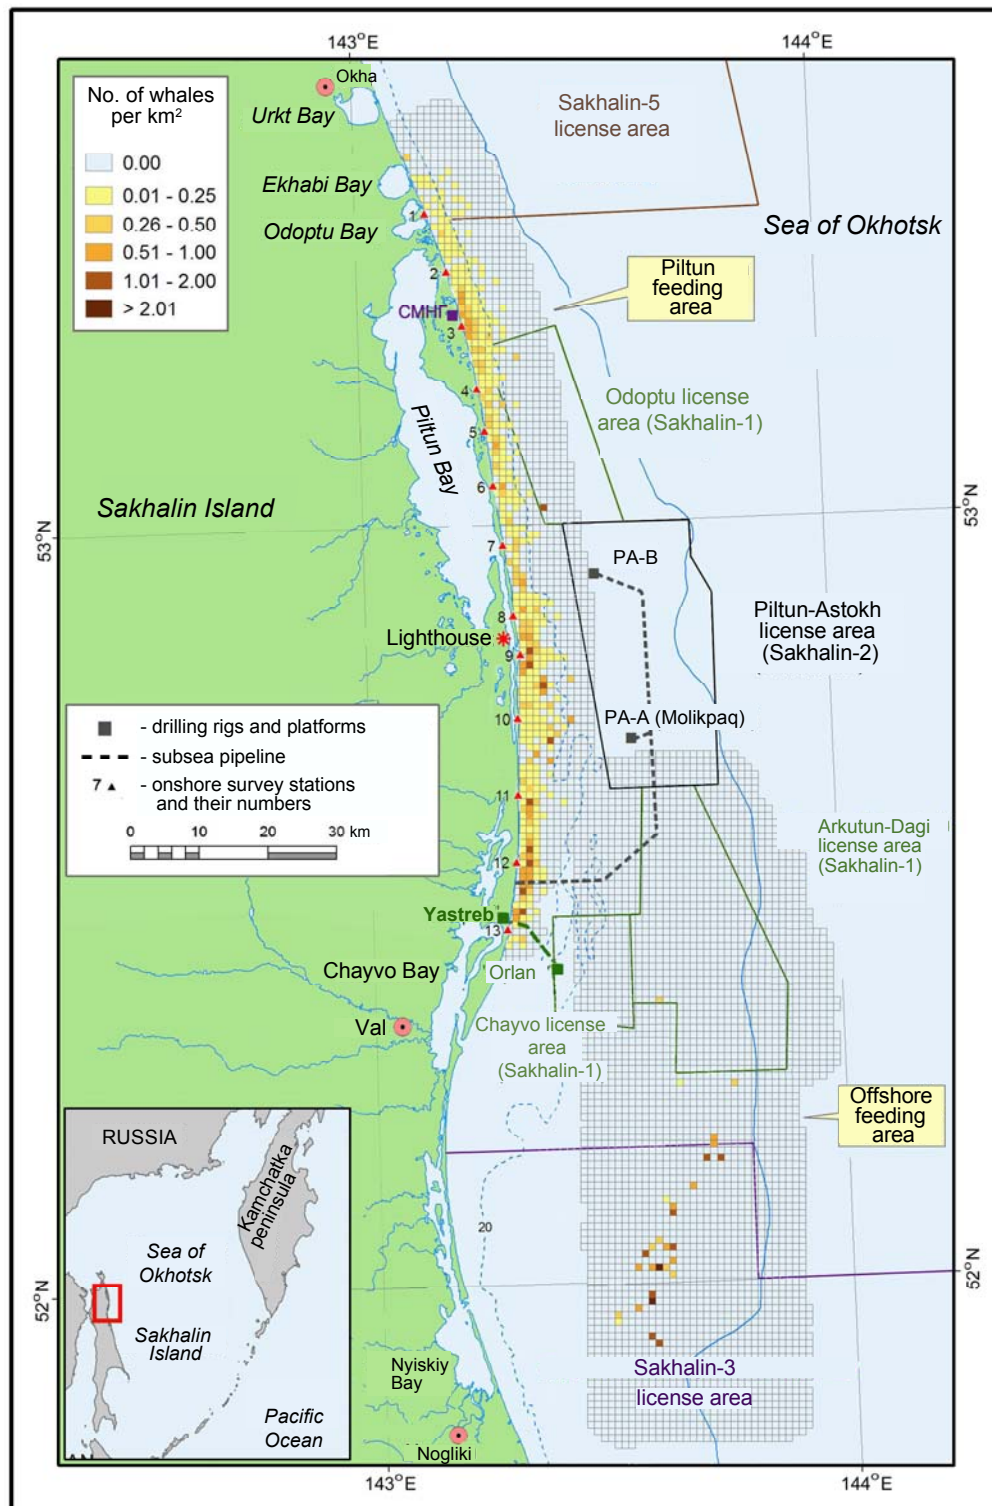 143°E
144°E
No. of whales
per km²
0.00
0.01 - 0.25
0.26 - 0.50
0.51 - 1.00
1.01 - 2.00
> 2.01
Okha
Urkt Bay
Ekhabi Bay
Odoptu Bay
Sakhalin-5
license area
Sea of Okhotsk
Piltun
feeding
area
1
2
СМНГ
3
4
5
6
7
8
9
10
11
12
13
Piltun Bay
Odoptu license
area (Sakhalin-1)
Sakhalin Island
53°N
53°N
PA-B
Piltun-Astokh
license area
(Sakhalin-2)
Lighthouse
PA-A (Molikpaq)
- drilling rigs and platforms
- subsea pipeline
7
- onshore survey stations
and their numbers
0 10 20 30 km
Arkutun-Dagi
license area
(Sakhalin-1)
Yastreb
Chayvo Bay
Orlan
Val
Chayvo license
area
(Sakhalin-1)
Offshore
feeding
area
RUSSIA
Kamchatka
peninsula
Sea of
Okhotsk
Sakhalin
Island
Pacific
Ocean
20
52°N
52°N
Nyiskiy
Bay
Sakhalin-3
license area
Nogliki
143°E
144°E